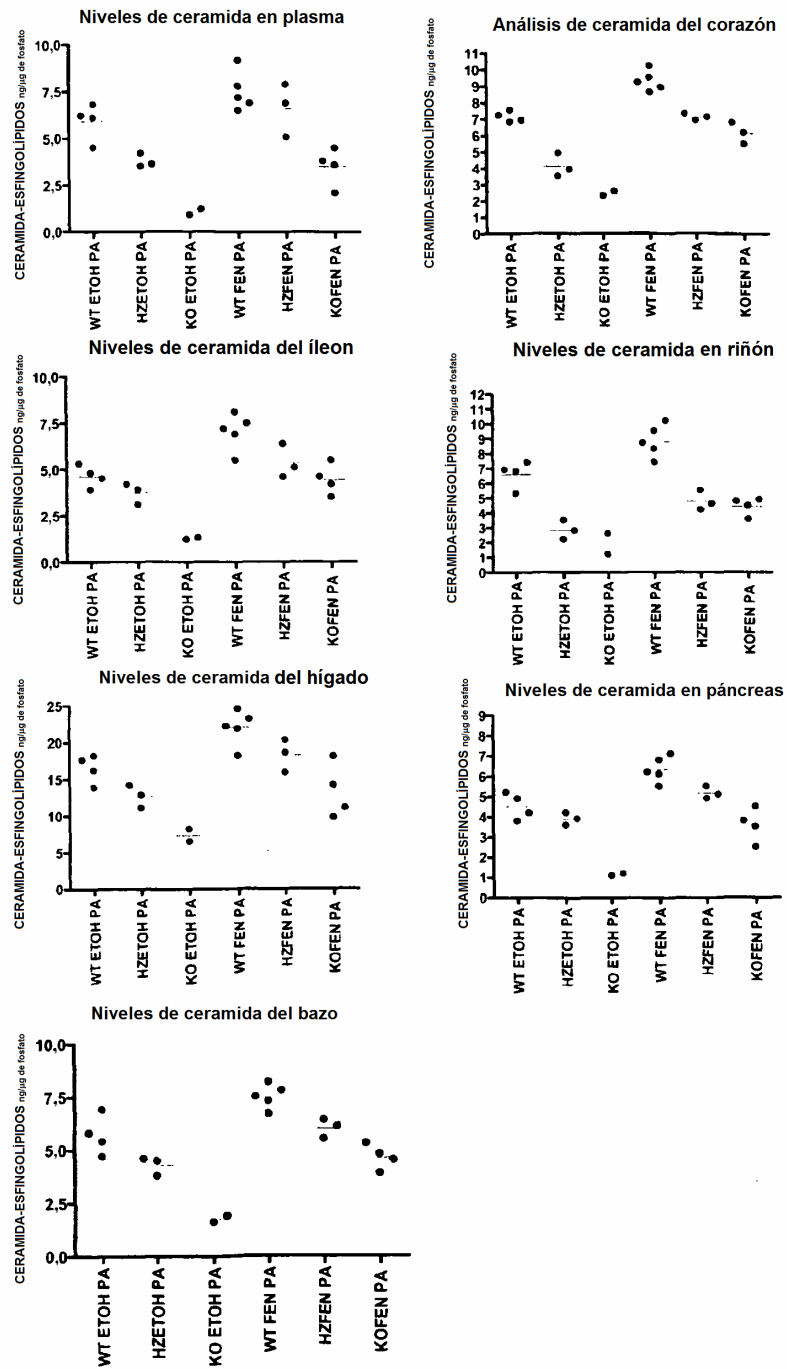 Niveles de ceramida en plasma
CERAMIDA-ESFINGOLÍPIDOS ng/µg de fosfato
10,0
7,5
5,0
2,5
0,0
WT ETOH PA
HZETOH PA
KO ETOH PA
WT FEN PA
HZFEN PA
KOFEN PA
Análisis de ceramida del corazón
CERAMIDA-ESFINGOLÍPIDOS ng/µg de fosfato
11
10
9
8
7
6
5
4
3
2
1
0
WT ETOH PA
HZETOH PA
KO ETOH PA
WT FEN PA
HZFEN PA
KOFEN PA
Niveles de ceramida del íleon
CERAMIDA-ESFINGOLÍPIDOS ng/µg de fosfato
10,0
7,5
5,0
2,5
0,0
WT ETOH PA
HZETOH PA
KO ETOH PA
WT FEN PA
HZFEN PA
KOFEN PA
Niveles de ceramida en riñón
CERAMIDA-ESFINGOLÍPIDOS ng/µg de fosfato
12
11
10
9
8
7
6
5
4
3
2
1
0
WT ETOH PA
HZETOH PA
KO ETOH PA
WT FEN PA
HZFEN PA
KOFEN PA
Niveles de ceramida del hígado
CERAMIDA-ESFINGOLÍPIDOS ng/µg de fosfato
25
20
15
10
5
0
WT ETOH PA
HZETOH PA
KO ETOH PA
WT FEN PA
HZFEN PA
KOFEN PA
Niveles de ceramida en páncreas
CERAMIDA-ESFINGOLÍPIDOS ng/µg de fosfato
9
8
7
6
5
4
3
2
1
0
WT ETOH PA
HZETOH PA
KO ETOH PA
WT FEN PA
HZFEN PA
KOFEN PA
Niveles de ceramida del bazo
CERAMIDA-ESFINGOLÍPIDOS ng/µg de fosfato
10,0
7,5
5,0
2,5
0,0
WT ETOH PA
HZETOH PA
KO ETOH PA
WT FEN PA
HZFEN PA
KOFEN PA